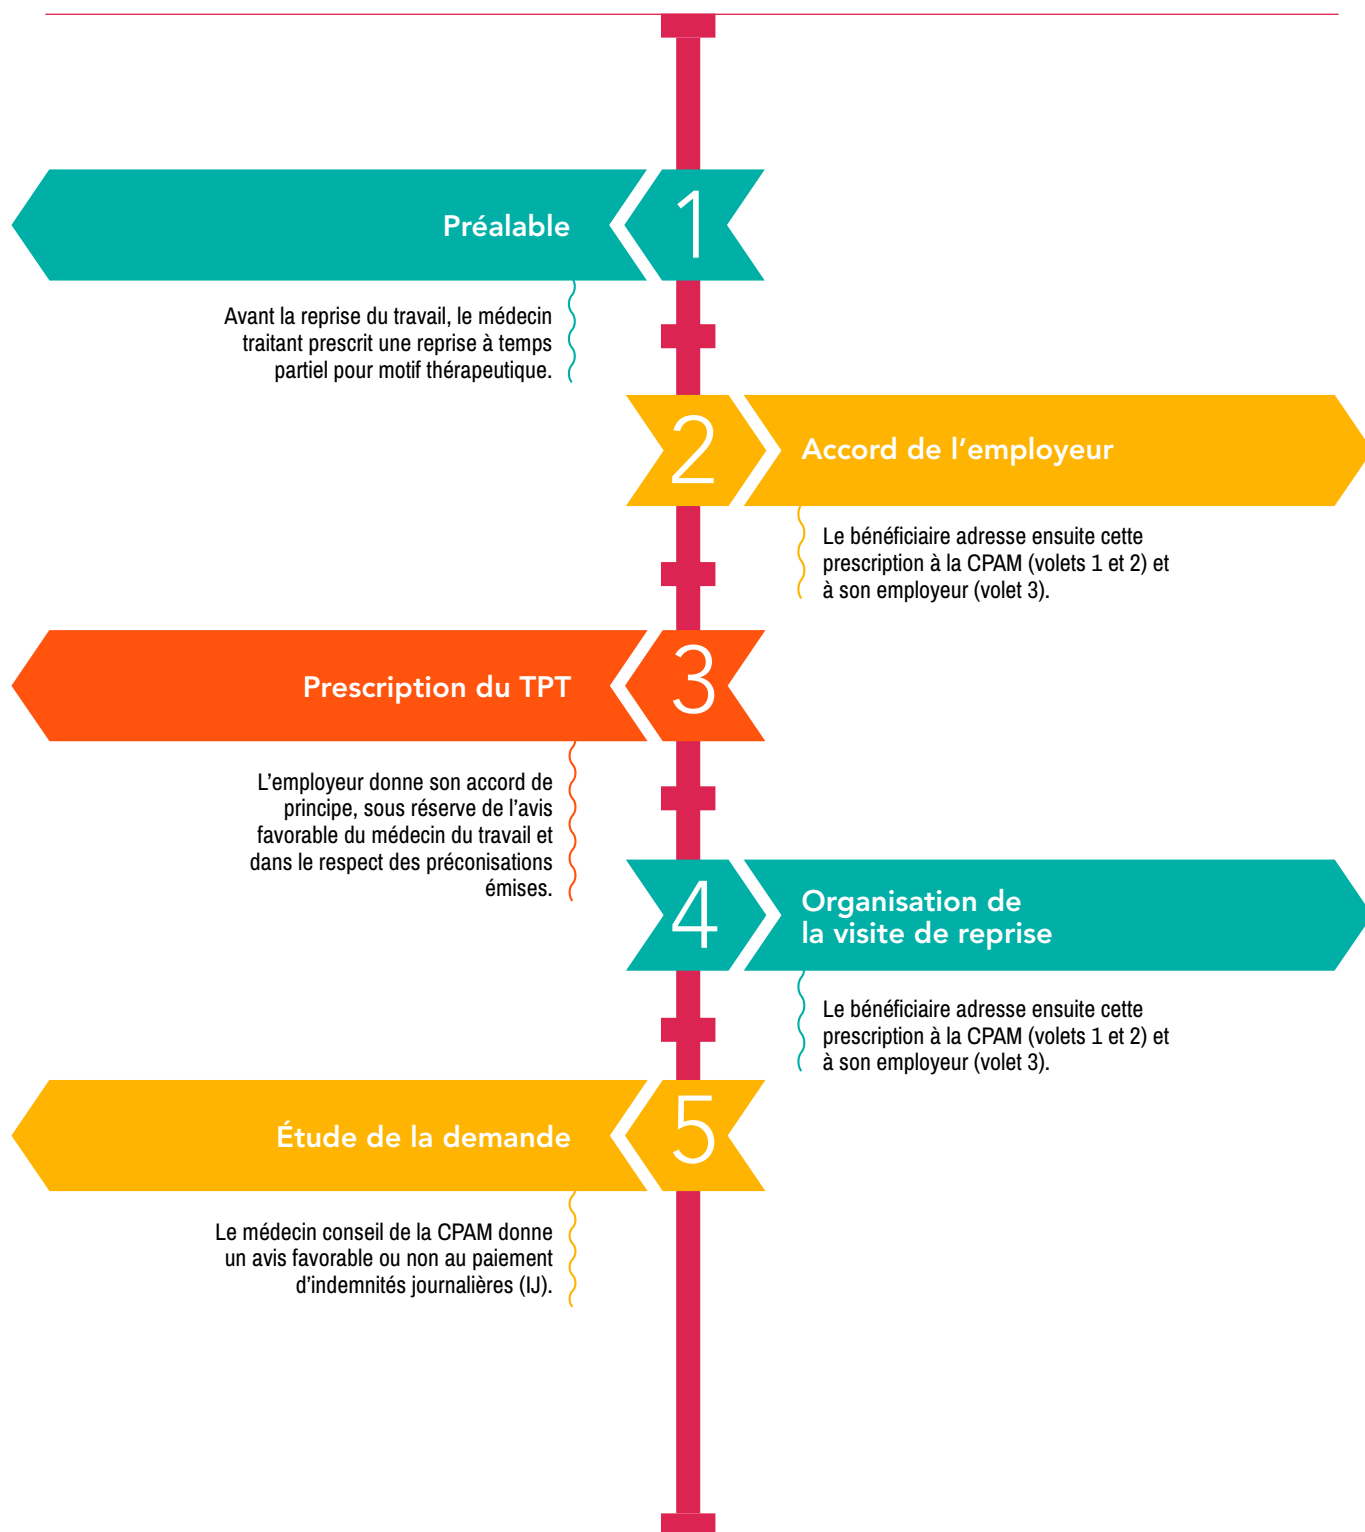 1
Préalable
Avant la reprise du travail, le médecin
traitant prescrit une reprise à temps
partiel pour motif thérapeutique.
2
Accord de l’employeur
Le bénéficiaire adresse ensuite cette
prescription à la CPAM (volets 1 et 2) et
à son employeur (volet 3).
3
Prescription du TPT
L’employeur donne son accord de
principe, sous réserve de l’avis
favorable du médecin du travail et
dans le respect des préconisations
émises.
4
Organisation de
la visite de reprise
Le bénéficiaire adresse ensuite cette
prescription à la CPAM (volets 1 et 2) et
à son employeur (volet 3).
5
Étude de la demande
Le médecin conseil de la CPAM donne
un avis favorable ou non au paiement
d’indemnités journalières (IJ).